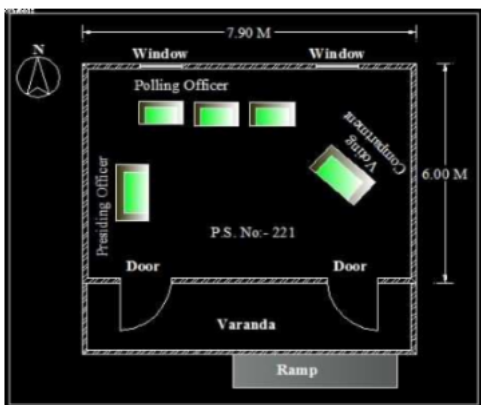 7.90 M
N
Window
Window
Polling Officer
Voting
Compartment
6.00 M
Presiding Officer
P.S. No:- 221
Door
Door
Varanda
Ramp